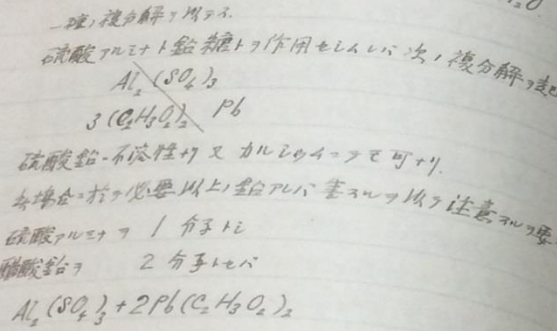 一種ノ複分解ヲ以テス.
硫酸アルミナト鉛糖トヲ作用セシムレバ次ノ複分解ヲ起
Al₂(SO₄)₃
3(C₂H₃O₂)₂ Pb
硫酸鉛ハ不溶性ナリ又カルシウムニテモ可ナリ.
本場合ニ於テ必要以上ノ鉛アレバ害スルヲ以テ注意スルヲ要
硫酸アルミナヲ 1 分子トシ
醋酸鉛ヲ 2 分子トセバ
Al₂(SO₄)₃+2Pb(C₂H₃O₂)₂